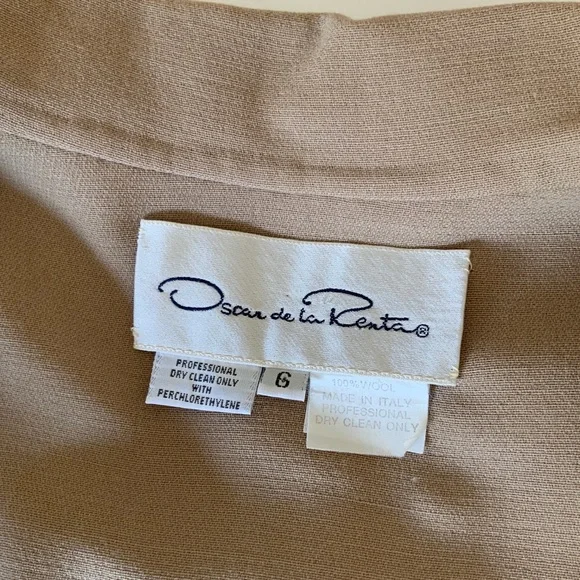 Oscar de la Renta®
PROFESSIONAL
DRY CLEAN ONLY
WITH
PERCHLORETHYLENE
6
100% WOOL
MADE IN ITALY
PROFESSIONAL
DRY CLEAN ONLY